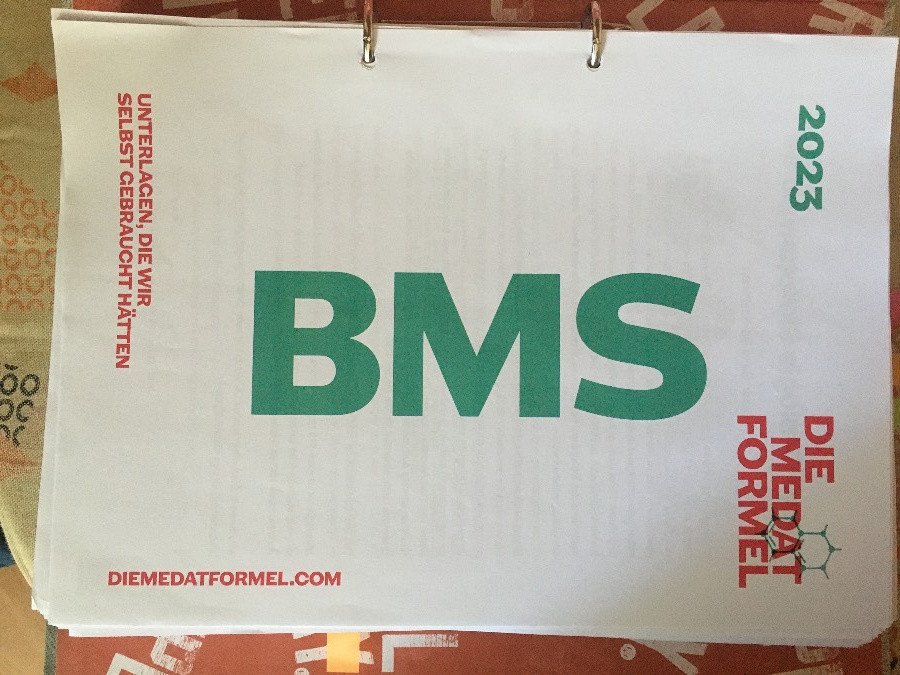 UNTERLAGEN, DIE WIR
SELBST GEBRAUCHT HÄTTEN
2023
BMS
DIE
MEDAT
FORMEL
DIEMEDATFORMEL.COM